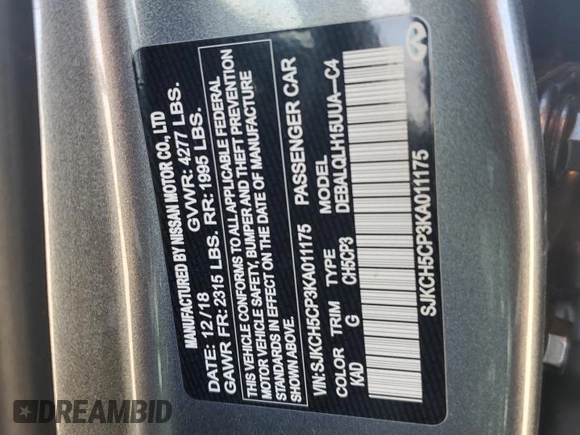 MANUFACTURED BY NISSAN MOTOR CO., LTD
DATE: 12/18 GVWR: 4277 LBS.
GAWR FR: 2315 LBS. RR: 1995 LBS.
THIS VEHICLE CONFORMS TO ALL APPLICABLE FEDERAL
MOTOR VEHICLE SAFETY, BUMPER AND THEFT PREVENTION
STANDARDS IN EFFECT ON THE DATE OF MANUFACTURE
SHOWN ABOVE.
VIN: SJKCH5CP3KA011175 PASSENGER CAR
COLOR TRIM TYPE MODEL
KAD G CH5CP3 DEBALQLH15UUA-C4
SJKCH5CP3KA011175
DREAMBID